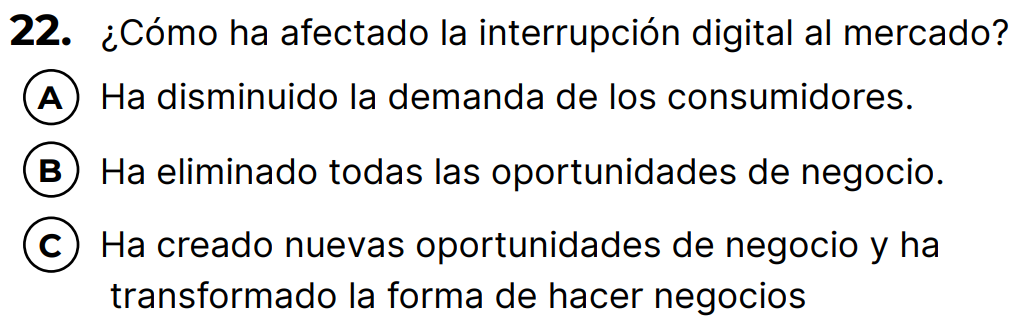 22. ¿Cómo ha afectado la interrupción digital al mercado?
A Ha disminuido la demanda de los consumidores.
B Ha eliminado todas las oportunidades de negocio.
C Ha creado nuevas oportunidades de negocio y ha
transformado la forma de hacer negocios